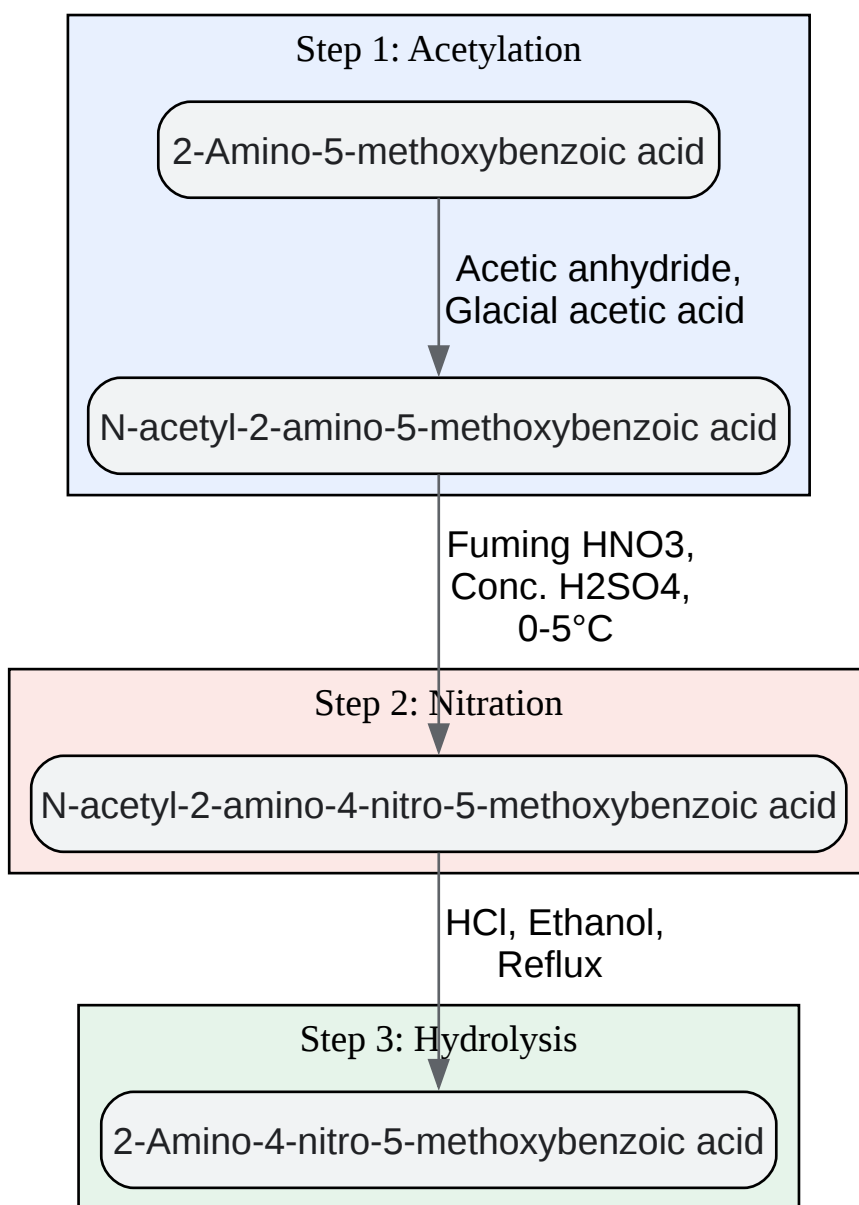 Step 1: Acetylation
2-Amino-5-methoxybenzoic acid
Acetic anhydride,
Glacial acetic acid
N-acetyl-2-amino-5-methoxybenzoic acid
Fuming HNO3,
Conc. H2SO4,
0-5°C
Step 2: Nitration
N-acetyl-2-amino-4-nitro-5-methoxybenzoic acid
HCl, Ethanol,
Reflux
Step 3: Hydrolysis
2-Amino-4-nitro-5-methoxybenzoic acid